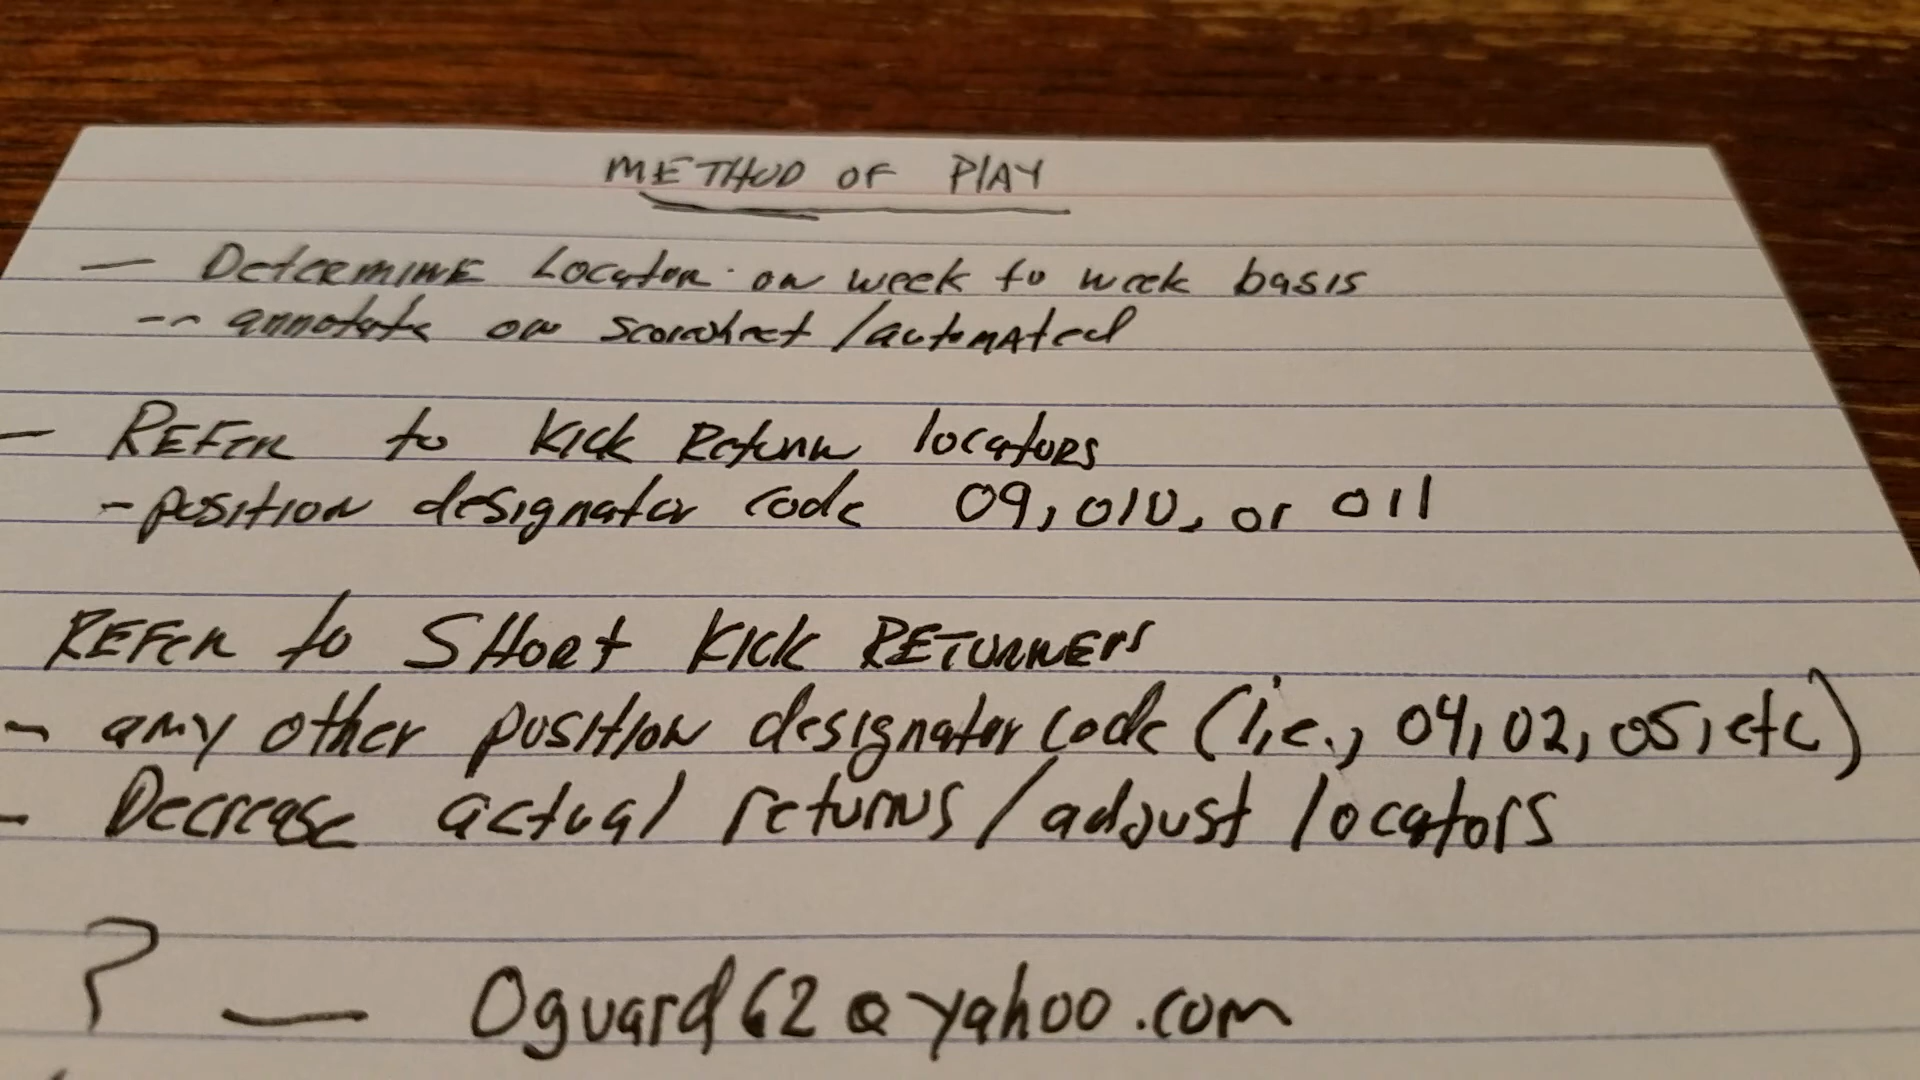 METHOD OF PLAY
— DETERMINE Locator on week to week basis
-- annotate on scoresheet / automated
— REFER to KICK Return locators
- position designator code 09, 010, or 011
REFER to SHORT KICK RETURNERS
- any other position designator code (i.e., 04, 02, 05, etc)
- Decrease actual returns / adjust locators
? — Oguard62@yahoo.com